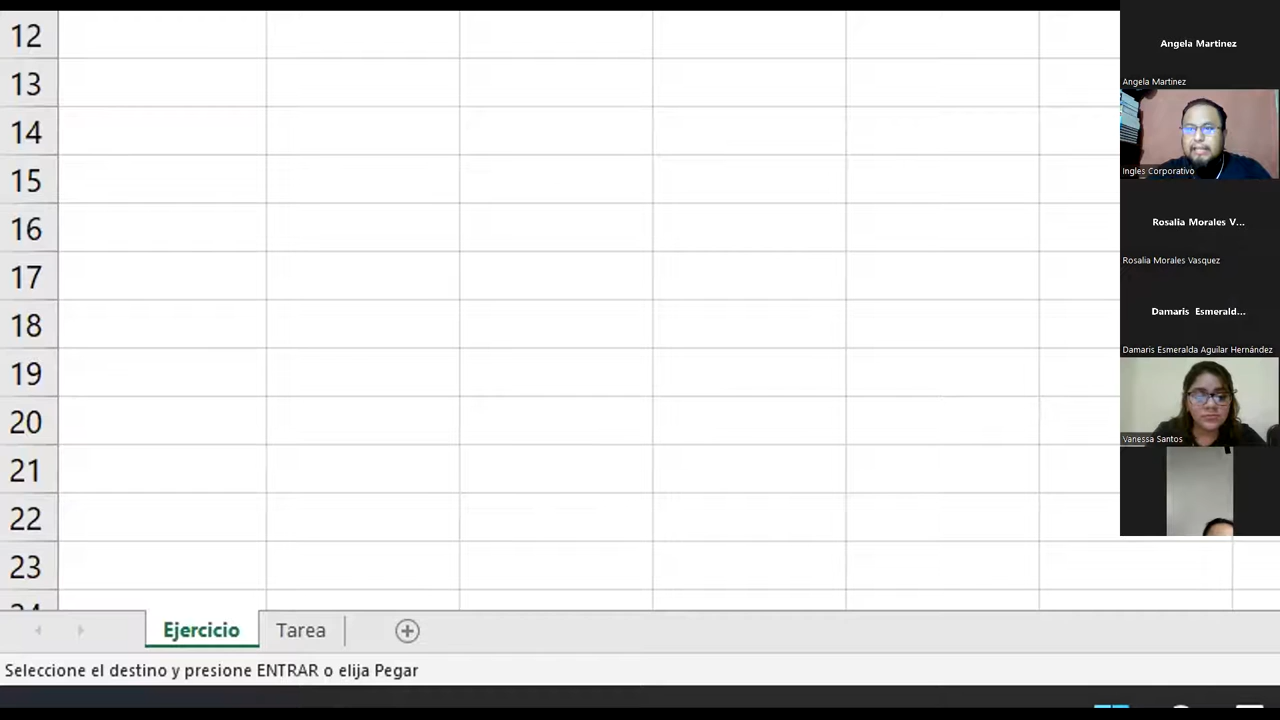 12
13
14
15
16
17
18
19
20
21
22
23
Ejercicio
Tarea
Seleccione el destino y presione ENTRAR o elija Pegar
Angela Martinez
Angela Martinez
Ingles Corporativo
Rosalia Morales V...
Rosalia Morales Vasquez
Damaris Esmerald...
Damaris Esmeralda Aguilar Hernández
Vanessa Santos